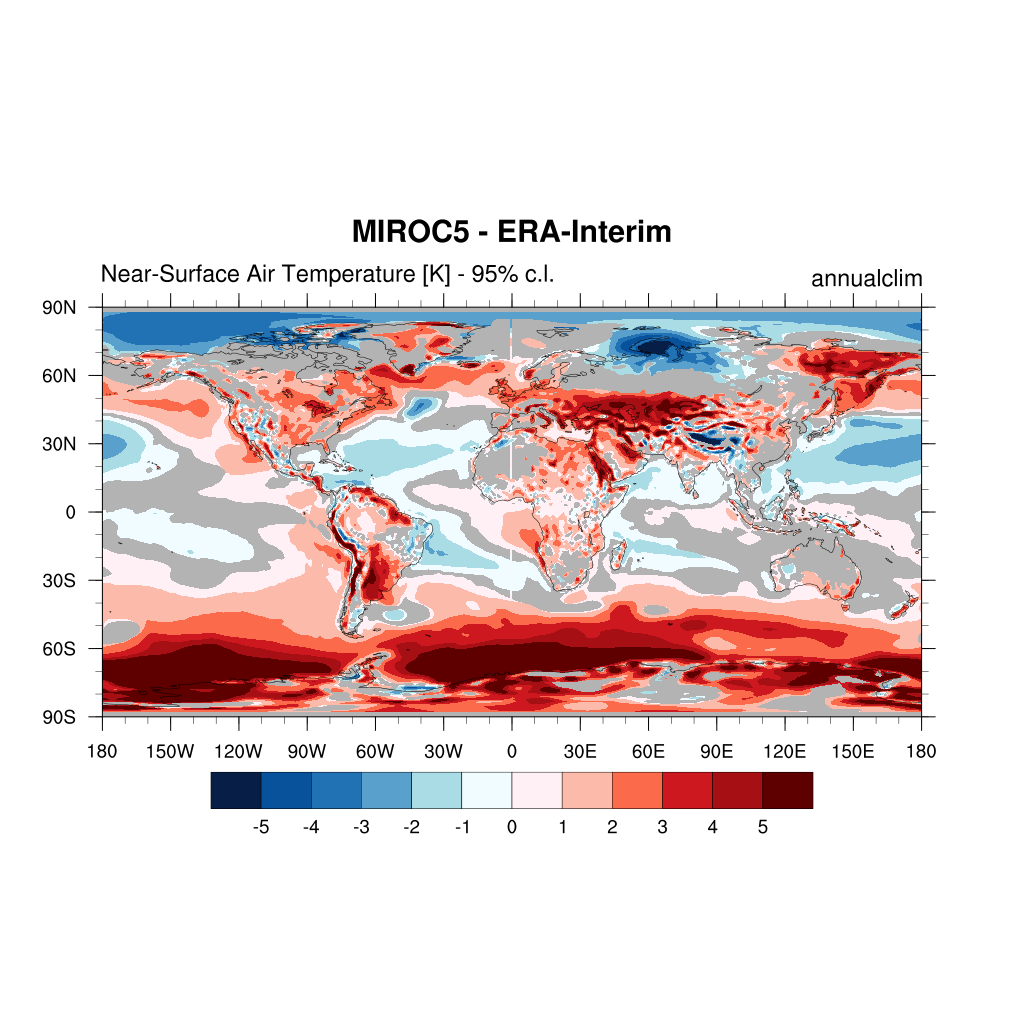 MIROC5 - ERA-Interim
Near-Surface Air Temperature [K] - 95% c.l.
annualclim
90N
60N
30N
0
30S
60S
90S
180 150W 120W 90W 60W 30W 0 30E 60E 90E 120E 150E 180
-5 -4 -3 -2 -1 0 1 2 3 4 5